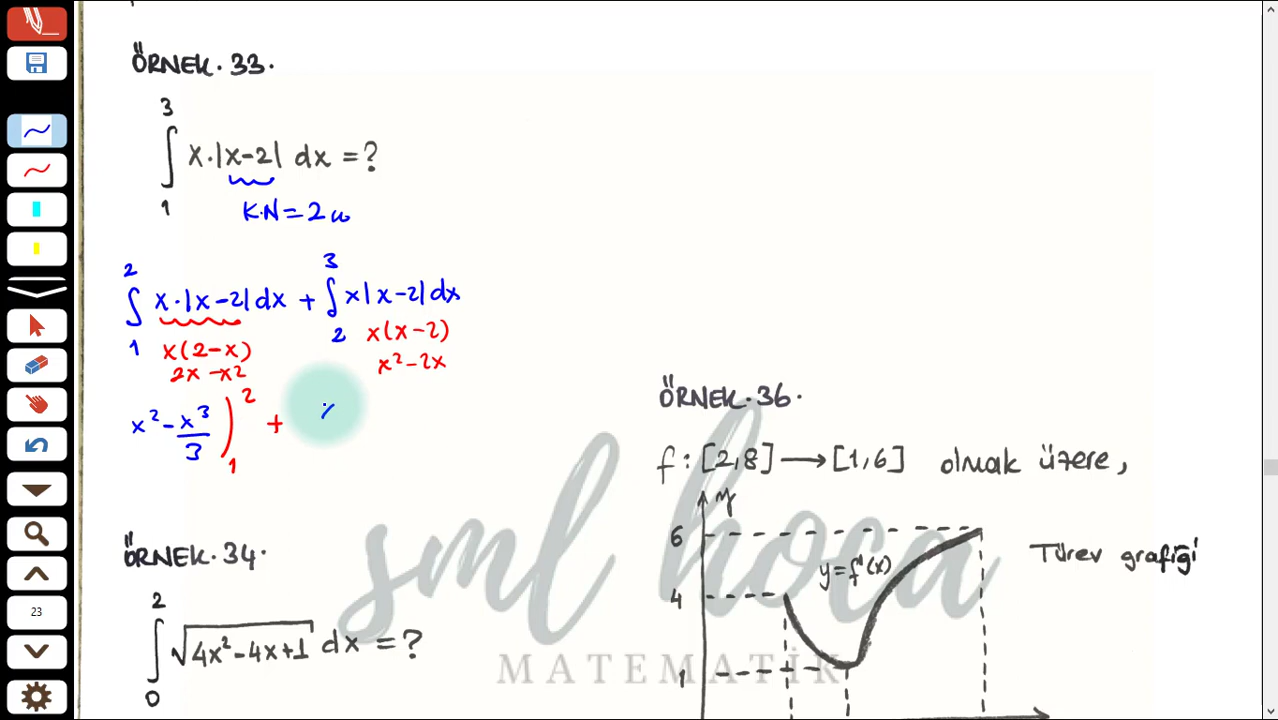 ÖRNEK.33.
3
∫ x·|x-2| dx = ?
1
K.N = 2
2
3
∫ x·|x-2| dx + ∫ x|x-2| dx
1
2
x(2-x)
x(x-2)
2x-x²
x²-2x
x² - x³/3 )₁² +
ÖRNEK.34.
2
∫ √4x²-4x+1 dx = ?
0
ÖRNEK.36.
f: [2,8] → [1,6] olmak üzere,
y
6
y=f'(x)
Türev grafiği
4
1
sml hoca
MATEMATİK
23